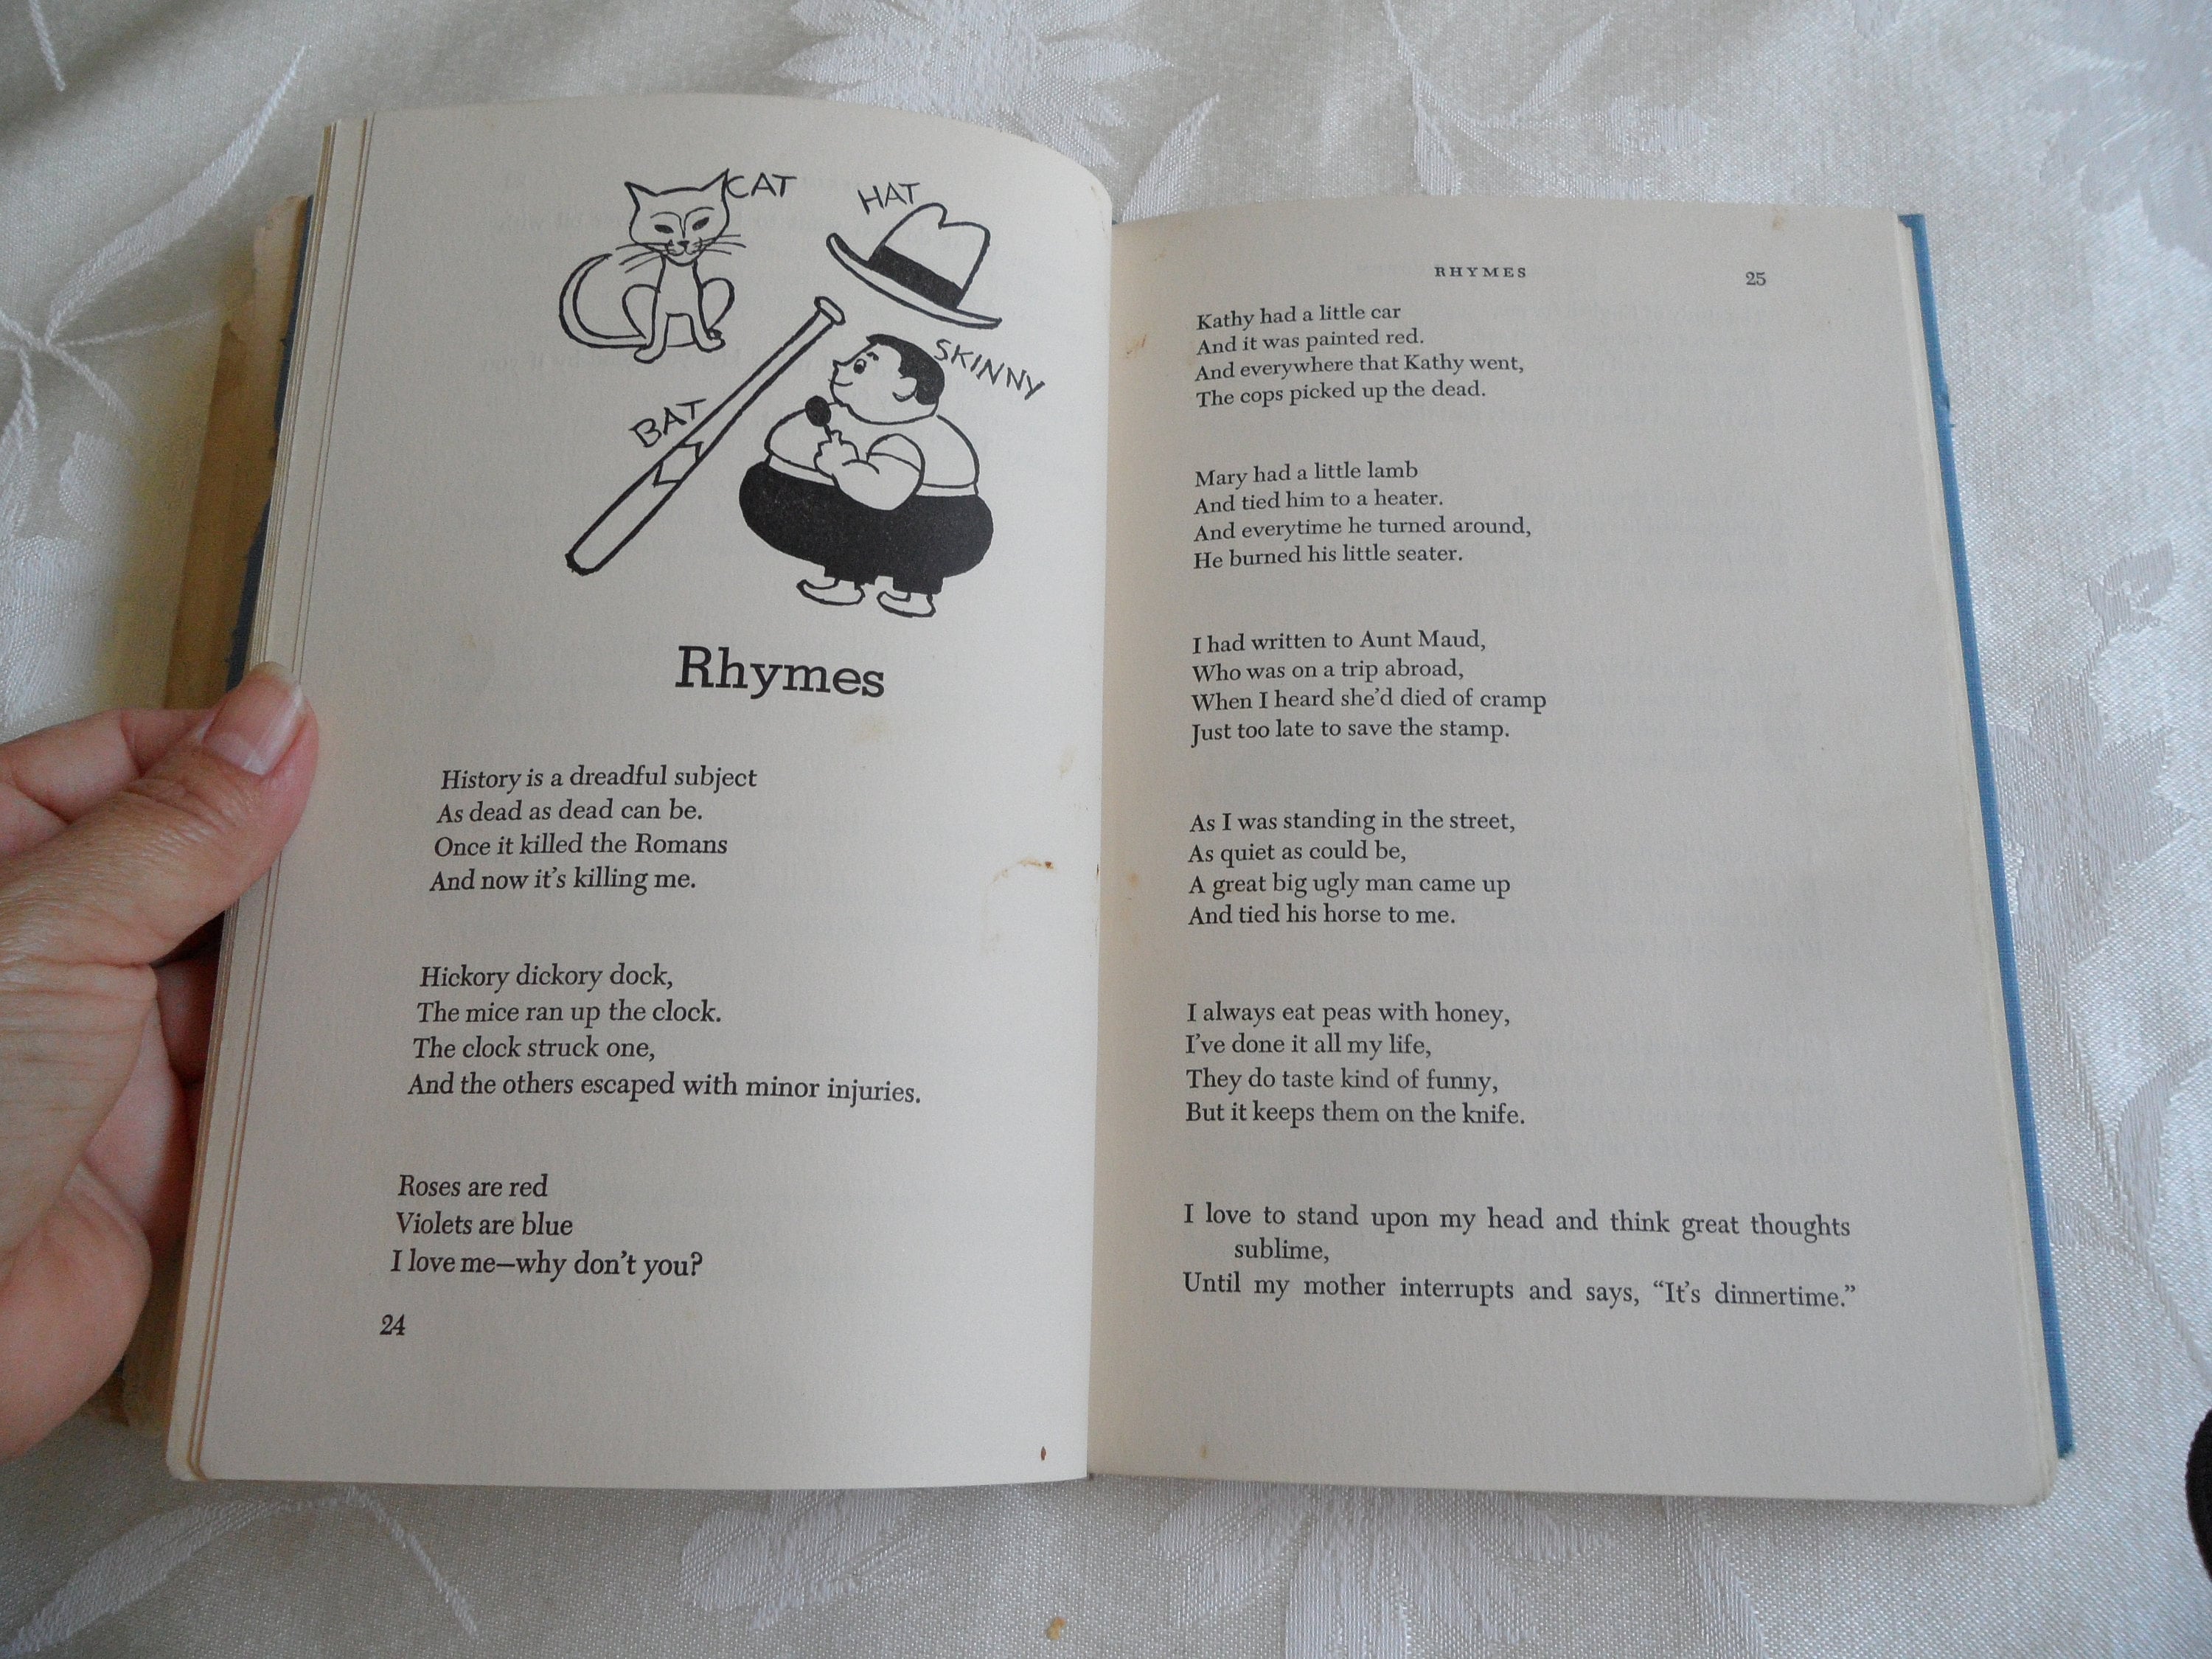 CAT
HAT
SKINNY
BAT
Rhymes
History is a dreadful subject
As dead as dead can be.
Once it killed the Romans
And now it's killing me.
Hickory dickory dock,
The mice ran up the clock.
The clock struck one,
And the others escaped with minor injuries.
Roses are red
Violets are blue
I love me—why don't you?
24
RHYMES 25
Kathy had a little car
And it was painted red.
And everywhere that Kathy went,
The cops picked up the dead.
Mary had a little lamb
And tied him to a heater.
And everytime he turned around,
He burned his little seater.
I had written to Aunt Maud,
Who was on a trip abroad,
When I heard she'd died of cramp
Just too late to save the stamp.
As I was standing in the street,
As quiet as could be,
A great big ugly man came up
And tied his horse to me.
I always eat peas with honey,
I've done it all my life,
They do taste kind of funny,
But it keeps them on the knife.
I love to stand upon my head and think great thoughts
sublime,
Until my mother interrupts and says, “It's dinnertime.”